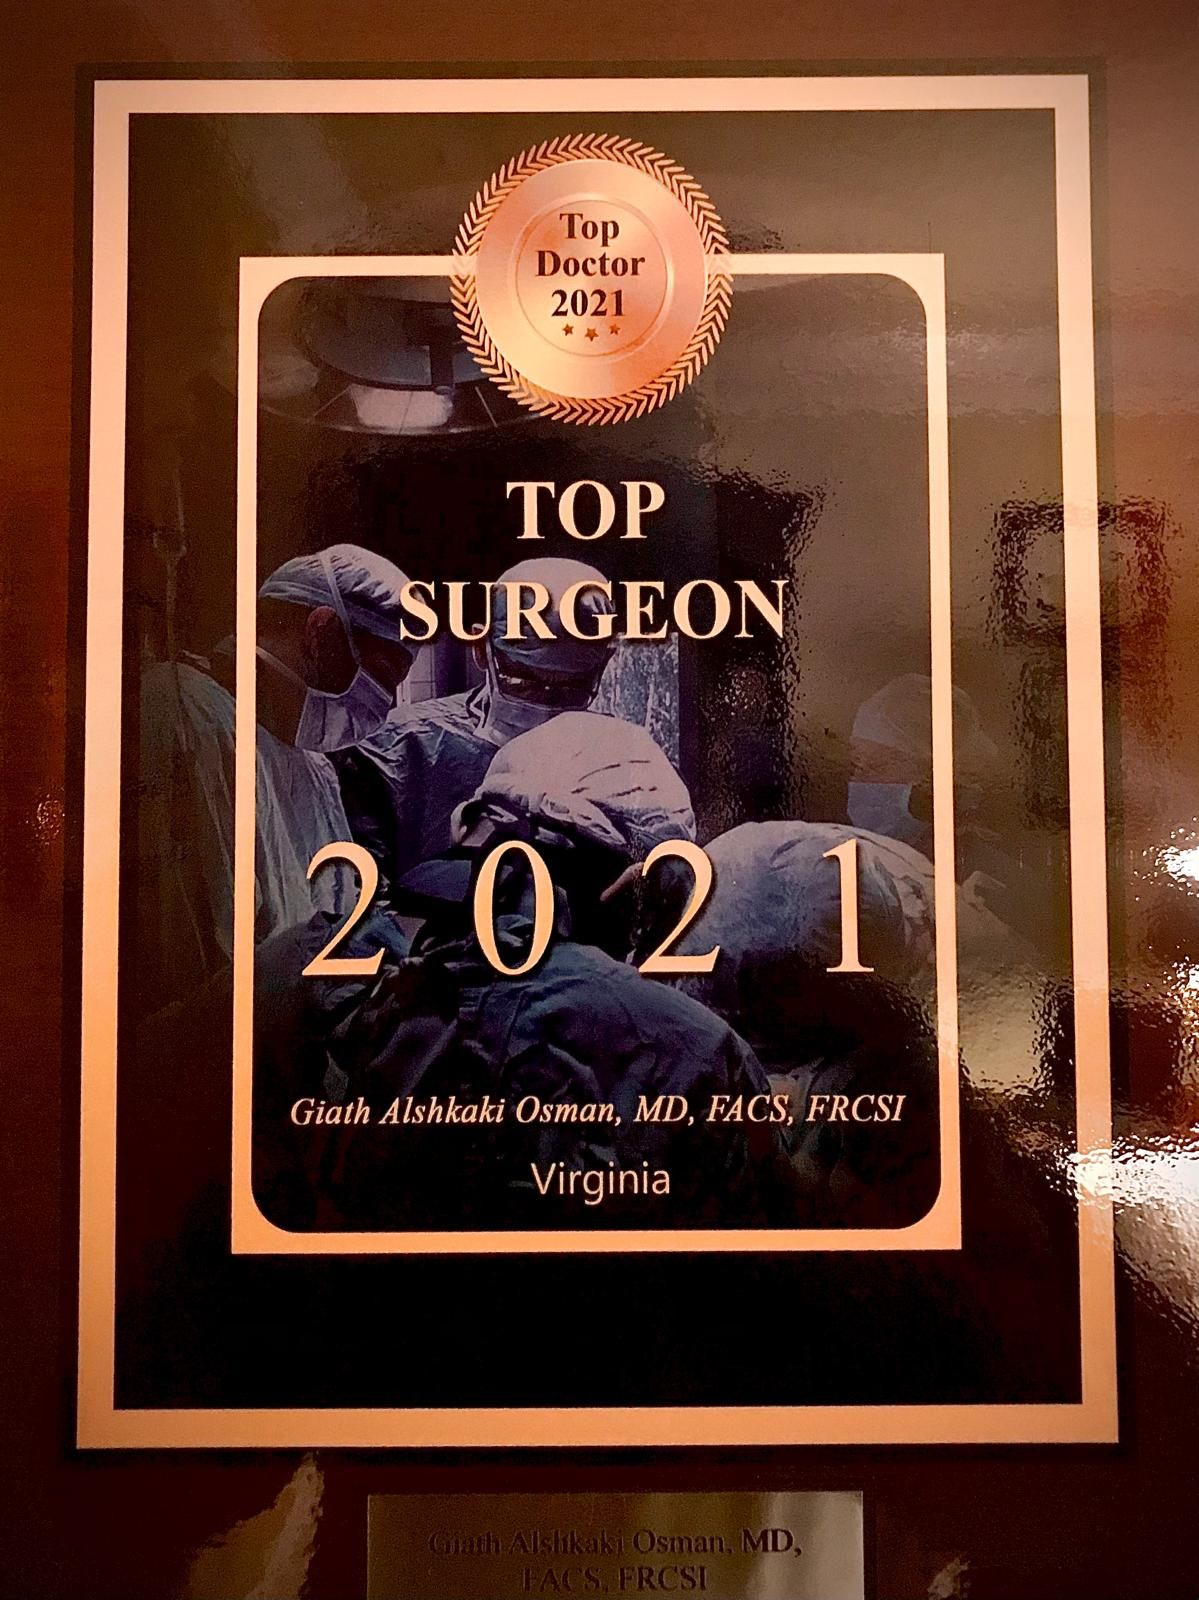 Top
Doctor
2021
TOP
SURGEON
2021
Giath Alshkaki Osman, MD, FACS, FRCSI
Virginia
Giath Alshkaki Osman, MD,
FACS, FRCSI